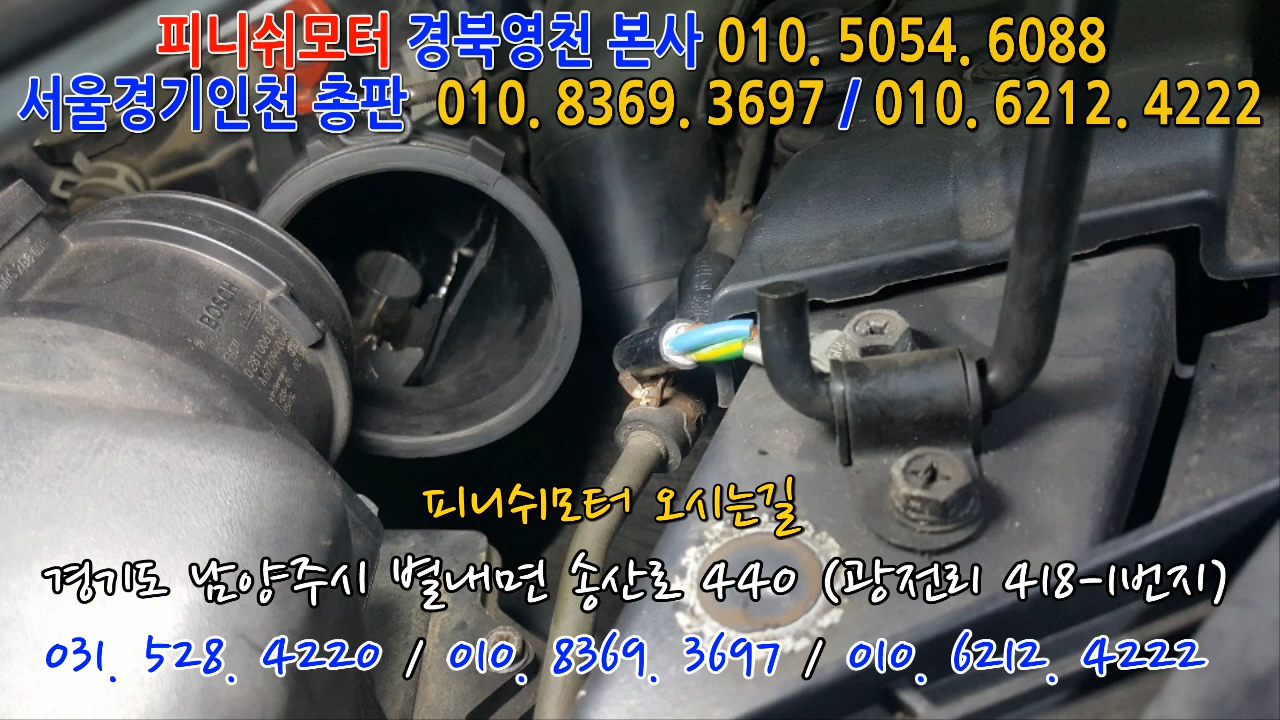 피니쉬모터 경북영천 본사 010. 5054. 6088
서울경기인천 총판 010. 8369. 3697 / 010. 6212. 4222
BOSCH
피니쉬모터 오시는길
경기도 남양주시 별내면 송산로 440 (광전리 418-1번지)
031. 528. 4220 / 010. 8369. 3697 / 010. 6212. 4222